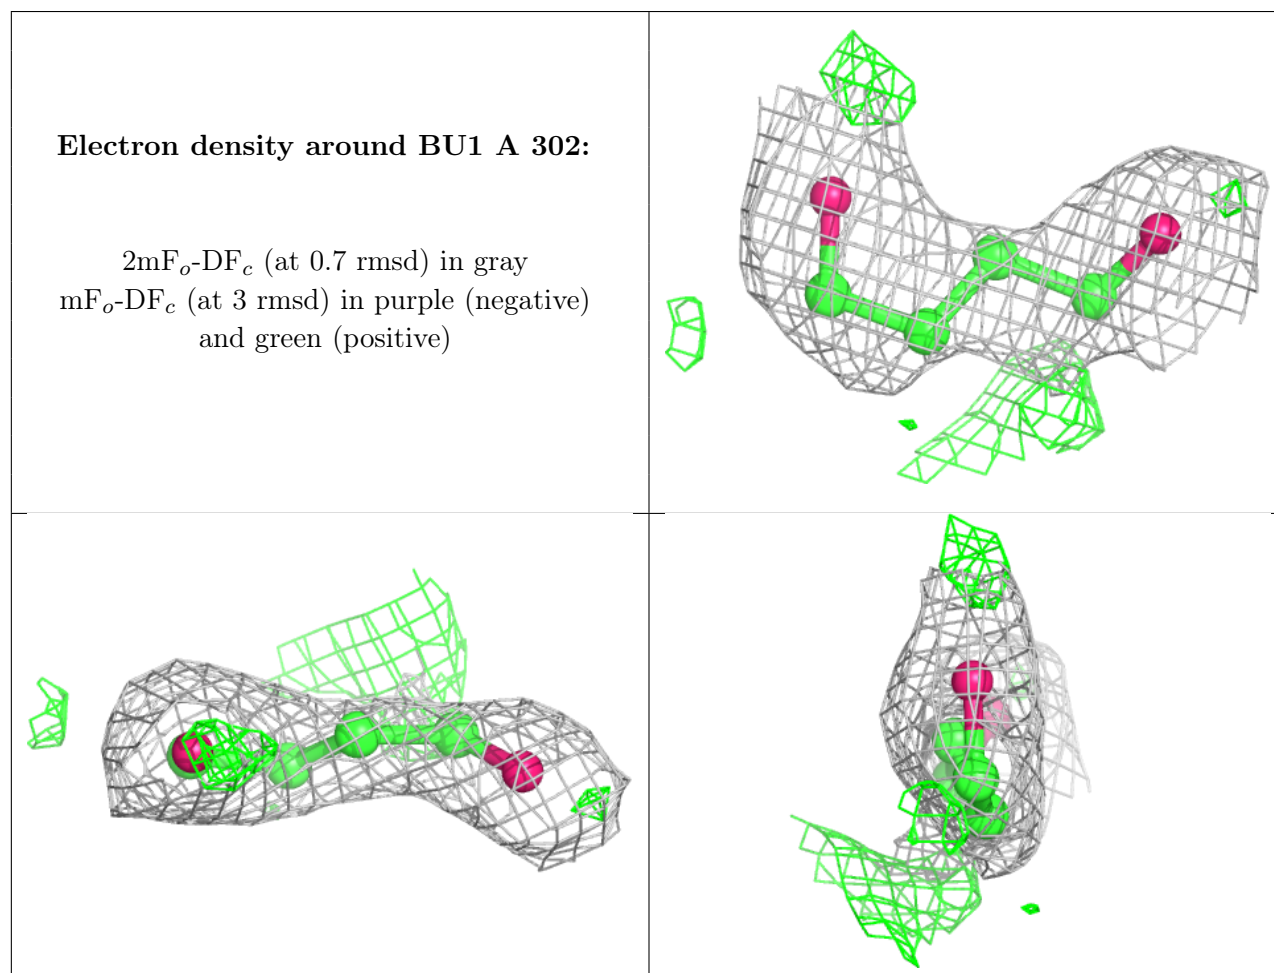 Electron density around BU1 A 302:
2mFo-DFc (at 0.7 rmsd) in gray
mFo-DFc (at 3 rmsd) in purple (negative)
and green (positive)